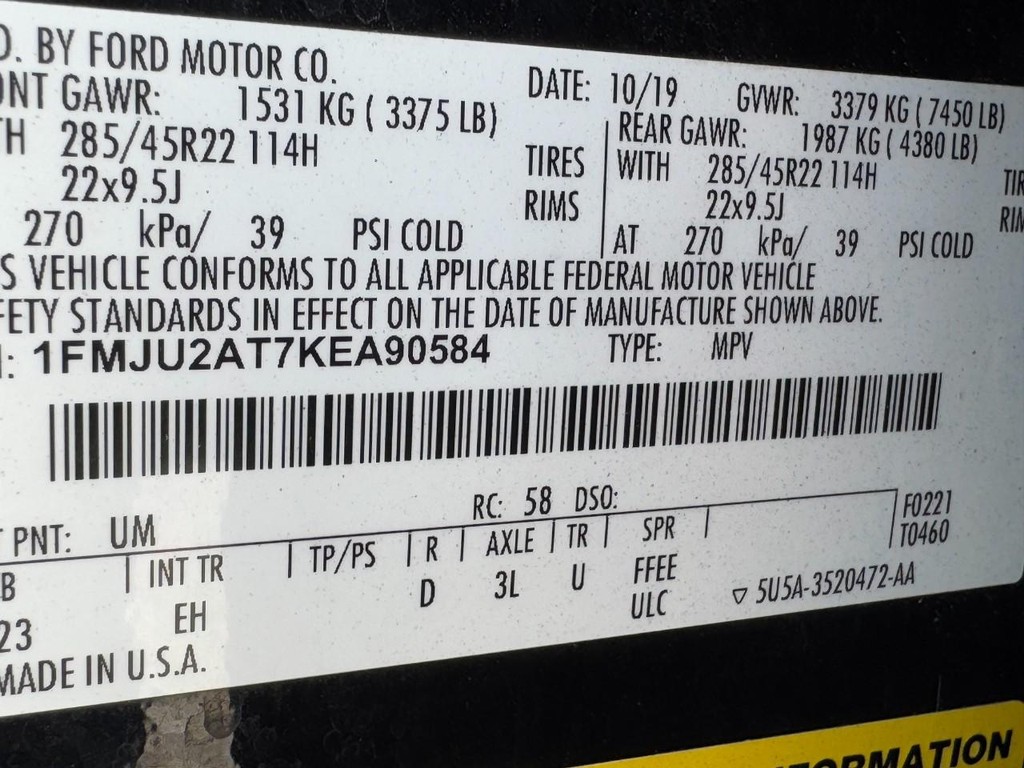 D. BY FORD MOTOR CO.
DATE: 10/19 GVWR: 3379 KG ( 7450 LB)
ONT GAWR: 1531 KG ( 3375 LB)
REAR GAWR: 1987 KG ( 4380 LB)
TH 285/45R22 114H TIRES
WITH 285/45R22 114H TIR
22x9.5J RIMS
22x9.5J RIM
270 kPa/ 39 PSI COLD
AT 270 kPa/ 39 PSI COLD
S VEHICLE CONFORMS TO ALL APPLICABLE FEDERAL MOTOR VEHICLE
FETY STANDARDS IN EFFECT ON THE DATE OF MANUFACTURE SHOWN ABOVE.
: 1FMJU2AT7KEA90584 TYPE: MPV
RC: 58 DSO:
T PNT: UM
F0221
T0460
B INT TR TP/PS R AXLE TR SPR
23 EH D 3L U FFEE
ULC
▽ 5U5A-3520472-AA
MADE IN U.S.A.
ORMATION